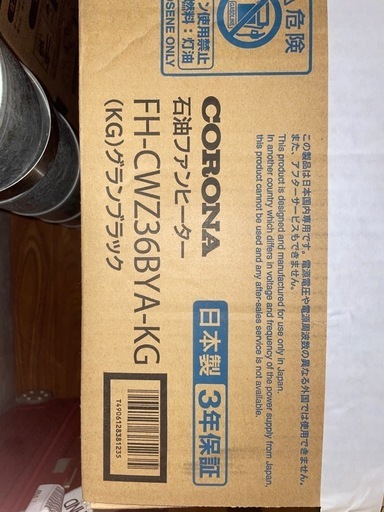 危険
ン使用禁止
燃料：灯油
OSENE ONLY
CORONA
石油ファンヒーター
FH-CWZ36BYA-KG
(KG)グランブラック
日本製 3年保証
T4906128381235
この製品は日本国内専用です。電源電圧や電源周波数の異なる外国では使用できません。
また、アフターサービスもできません。
This product is designed and manufactured for use only in Japan.
In another country which differs in voltage and frequency of the power supply from Japan,
this product cannot be used and any after-sales service is not available.